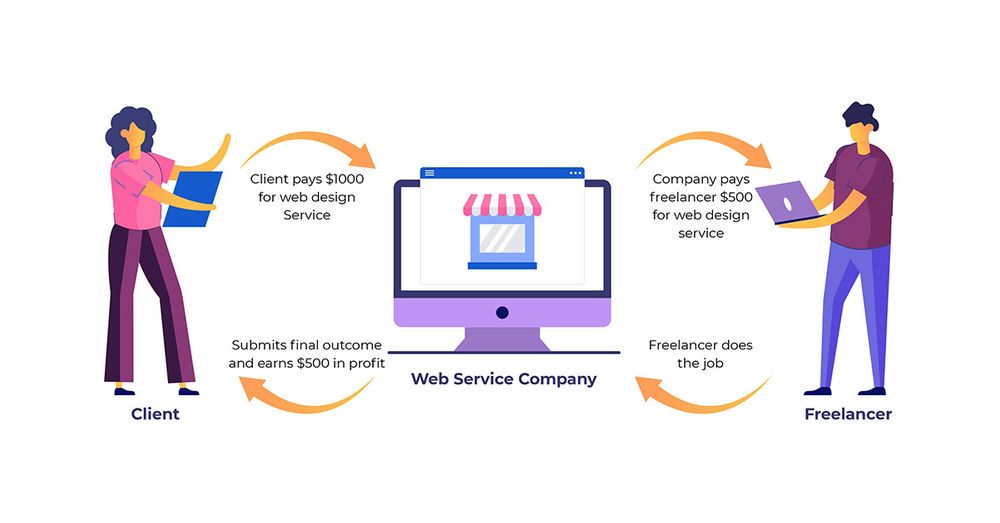 Client pays $1000
for web design
Service
Company pays
freelancer $500
for web design
service
Submits final outcome
and earns $500 in profit
Freelancer does
the job
Web Service Company
Client
Freelancer